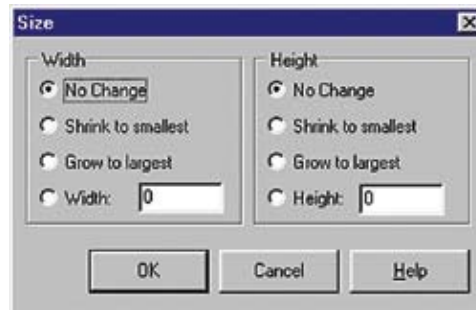 Size
Width
No Change
Shrink to smallest
Grow to largest
Width: 0
Height
No Change
Shrink to smallest
Grow to largest
Height: 0
OK Cancel Help